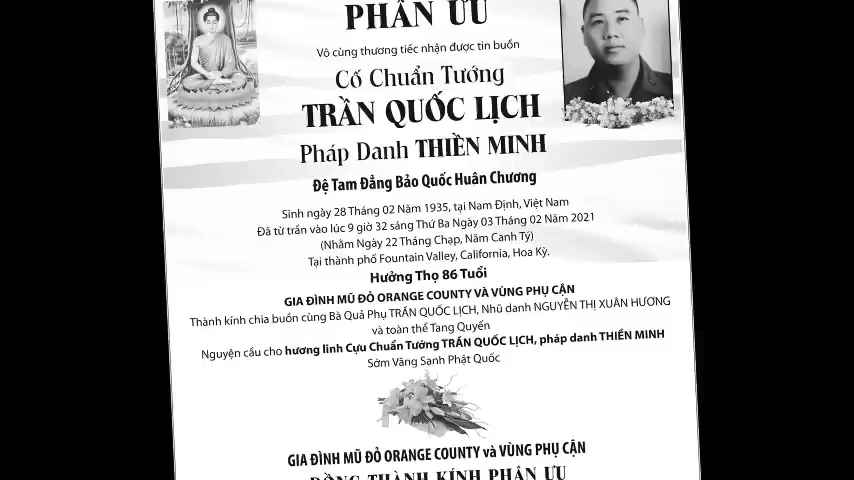 PHÂN ƯU
Vô cùng thương tiếc nhận được tin buồn
Cố Chuẩn Tướng
TRẦN QUỐC LỊCH
Pháp Danh THIỀN MINH
Đệ Tam Đẳng Bảo Quốc Huân Chương
Sinh ngày 28 Tháng 02 Năm 1935, tại Nam Định, Việt Nam
Đã từ trần vào lúc 9 giờ 32 sáng Thứ Ba Ngày 03 Tháng 02 Năm 2021
(Nhằm Ngày 22 Tháng Chạp, Năm Canh Tý)
Tại thành phố Fountain Valley, California, Hoa Kỳ.
Hưởng Thọ 86 Tuổi
GIA ĐÌNH MŨ ĐỎ ORANGE COUNTY VÀ VÙNG PHỤ CẬN
Thành kính chia buồn cùng Bà Quả Phụ TRẦN QUỐC LỊCH, Nhũ danh NGUYỄN THỊ XUÂN HƯƠNG
và toàn thể Tang Quyến
Nguyện cầu cho hương linh Cựu Chuẩn Tướng TRẦN QUỐC LỊCH, pháp danh THIỀN MINH
Sớm Vãng Sanh Phật Quốc
GIA ĐÌNH MŨ ĐỎ ORANGE COUNTY và VÙNG PHỤ CẬN
ĐỒNG THÀNH KÍNH PHÂN ƯU